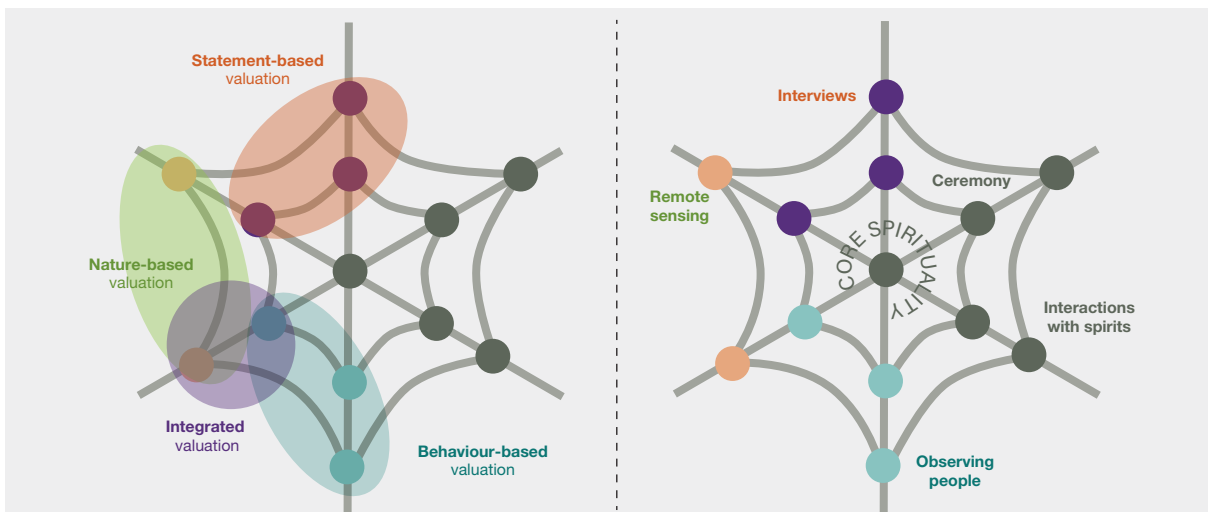 Statement-based
valuation
Nature-based
valuation
Integrated
valuation
Behaviour-based
valuation
Interviews
Remote
sensing
Ceremony
CORE SPIRITUALITY
Interactions
with spirits
Observing
people